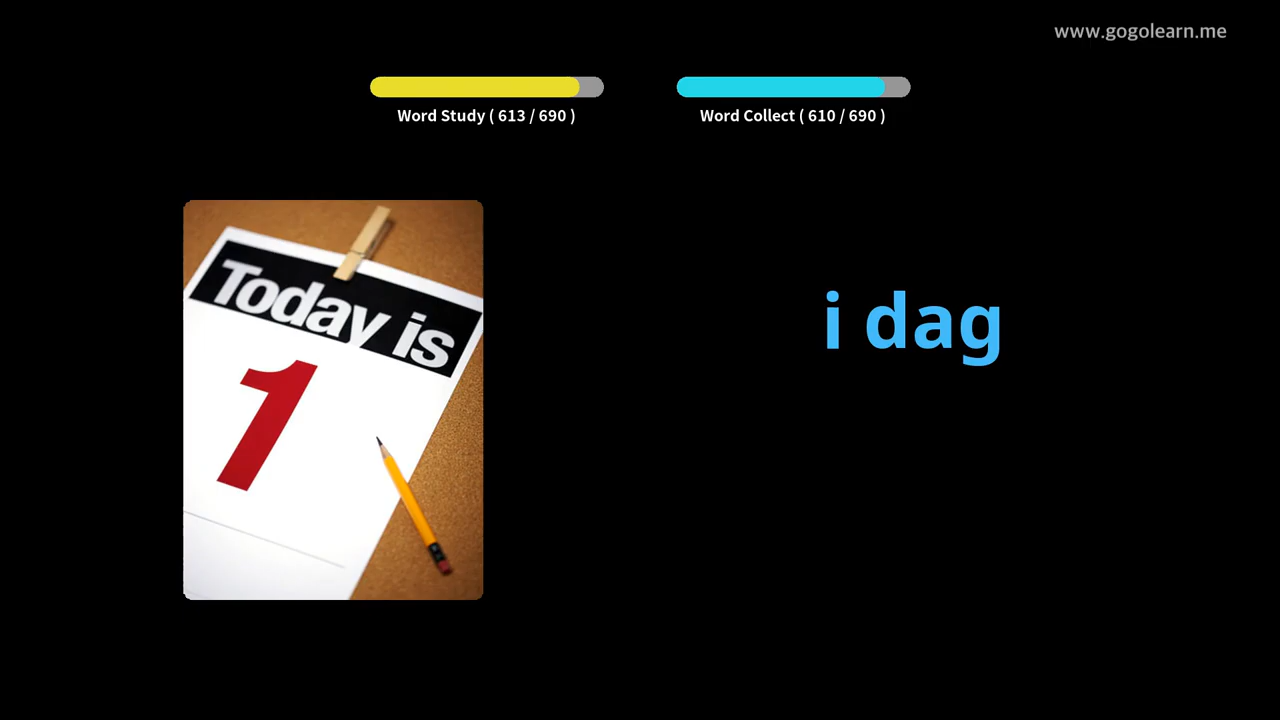 www.gogolearn.me
Word Study ( 613 / 690 )
Word Collect ( 610 / 690 )
Today is
1
i dag